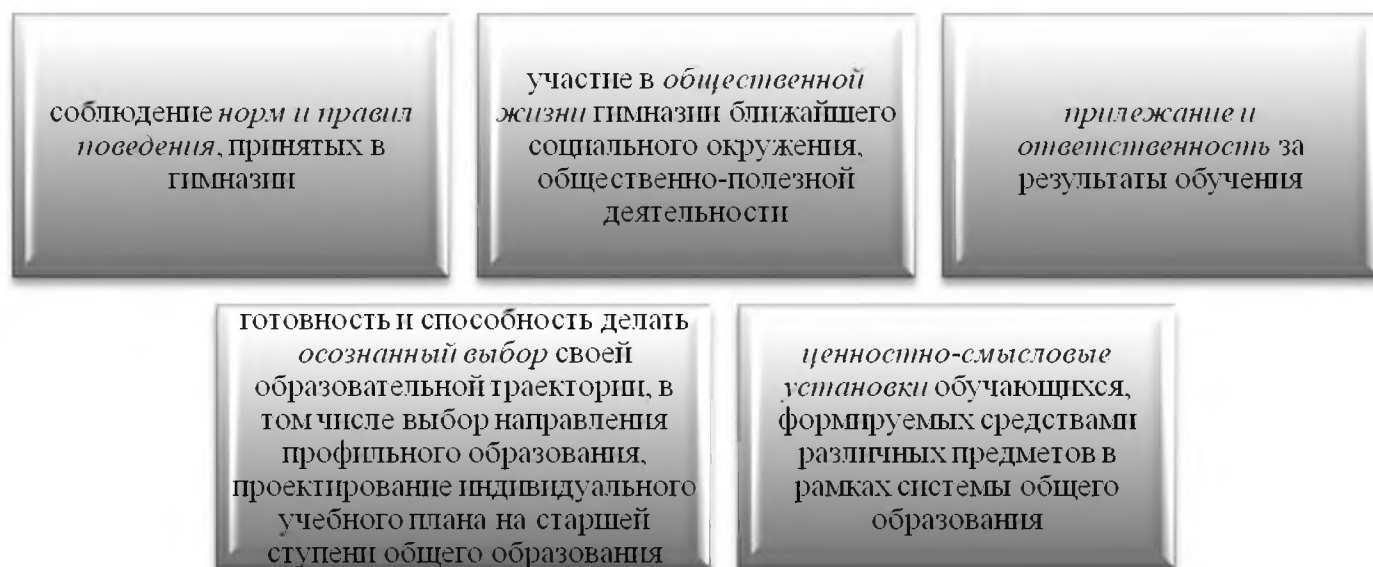 соблюдение норм и правил
поведения, принятых в
гимназии
участие в общественной
жизни гимназии ближайшего
социального окружения,
общественно-полезной
деятельности
прилежание и
ответственность за
результаты обучения
готовность и способность делать
осознанный выбор своей
образовательной траектории, в
том числе выбор направления
профильного образования,
проектирование индивидуального
учебного плана на старшей
ступени общего образования
ценностно-смысловые
установки обучающихся,
формируемых средствами
различных предметов в
рамках системы общего
образования